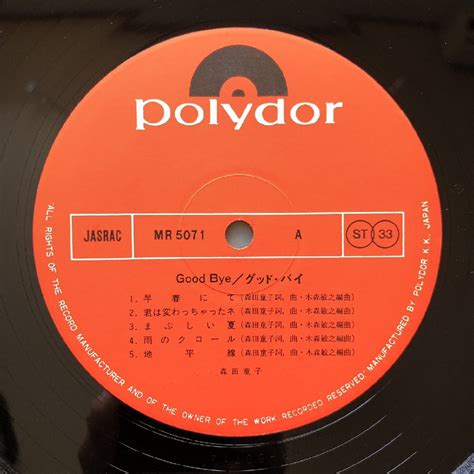 polydor
JASRAC MR 5071 A ST 33
Good Bye／グッド・バイ
1. 早春にて (森田童子詞, 曲・木森敏之編曲)
2. 君は変わっちゃったネ (森田童子詞, 曲・木森敏之編曲)
3. まぶしい夏 (森田童子詞, 曲・木森敏之編曲)
4. 雨のクロール (森田童子詞, 曲・木森敏之編曲)
5. 地平線 (森田童子詞, 曲・木森敏之編曲)
森田童子
ALL RIGHTS OF THE RECORD MANUFACTURER AND OF THE OWNER OF THE WORK RECORDED RESERVED. MANUFACTURED BY POLYDOR K.K. JAPAN